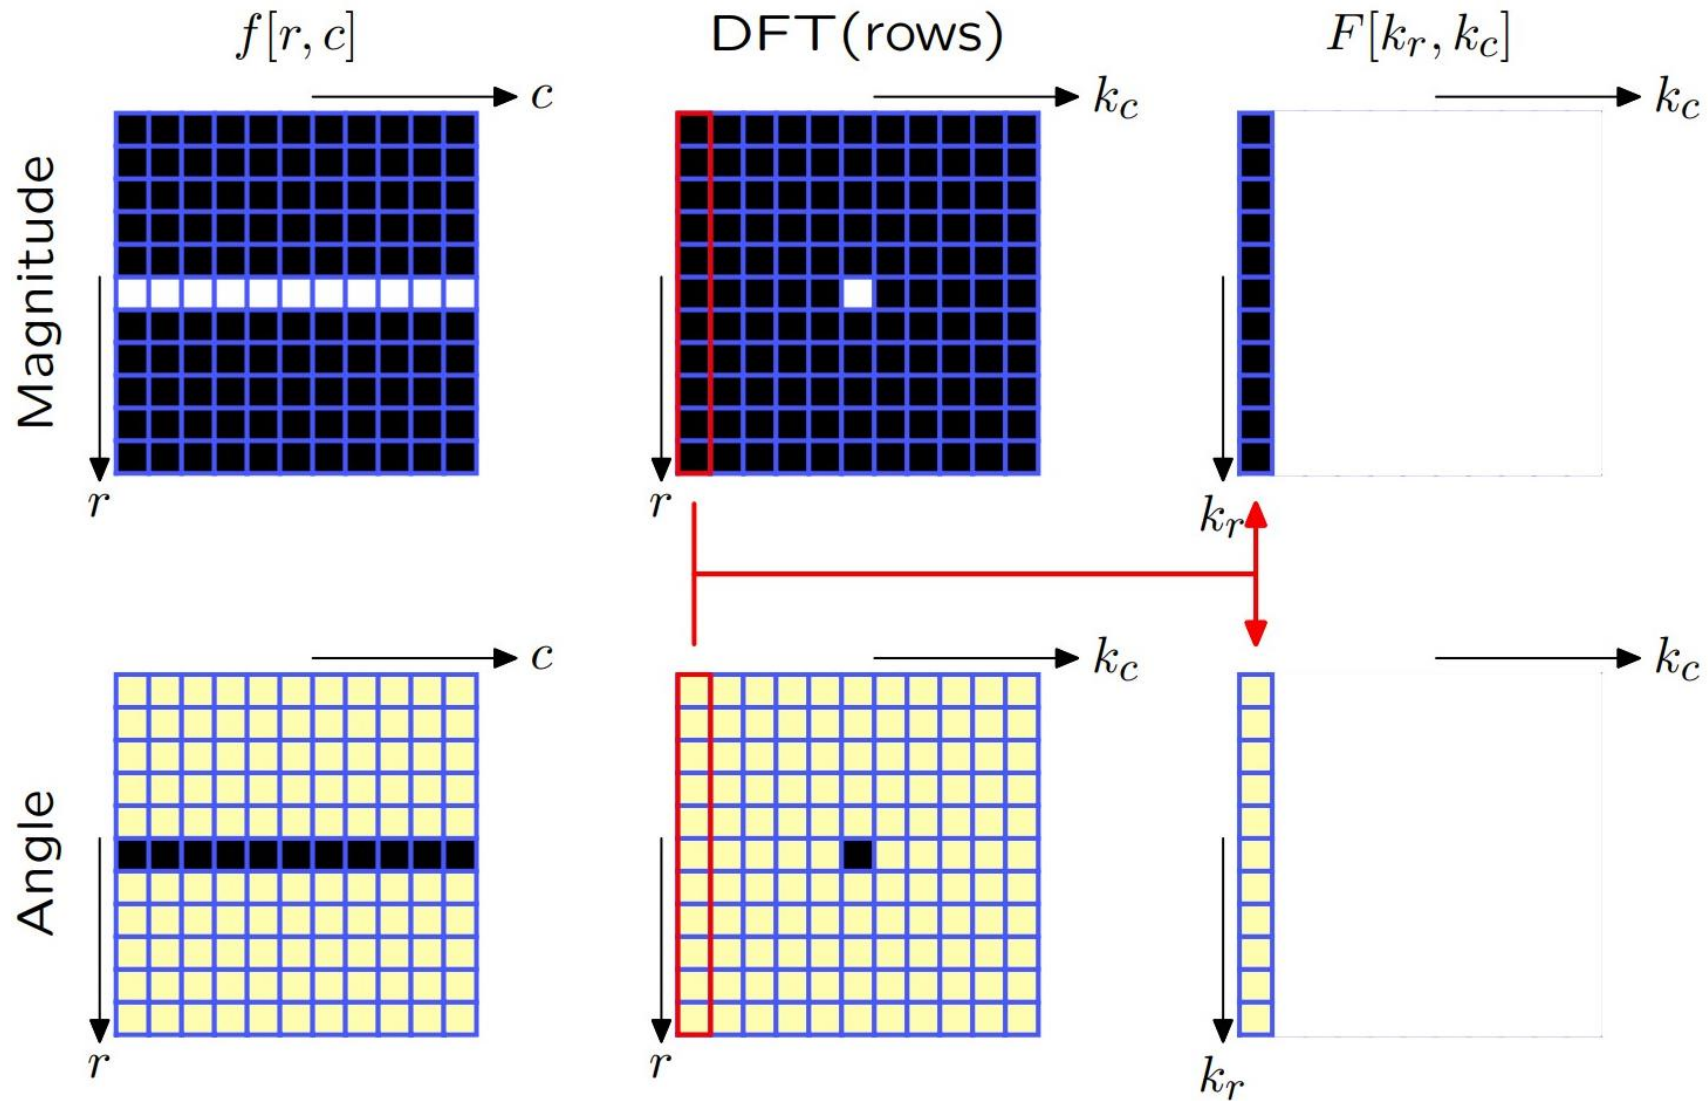 f[r, c]
DFT(rows)
F[k_r, k_c]
c
k_c
k_c
Magnitude
r
r
k_r
c
k_c
k_c
Angle
r
r
k_r